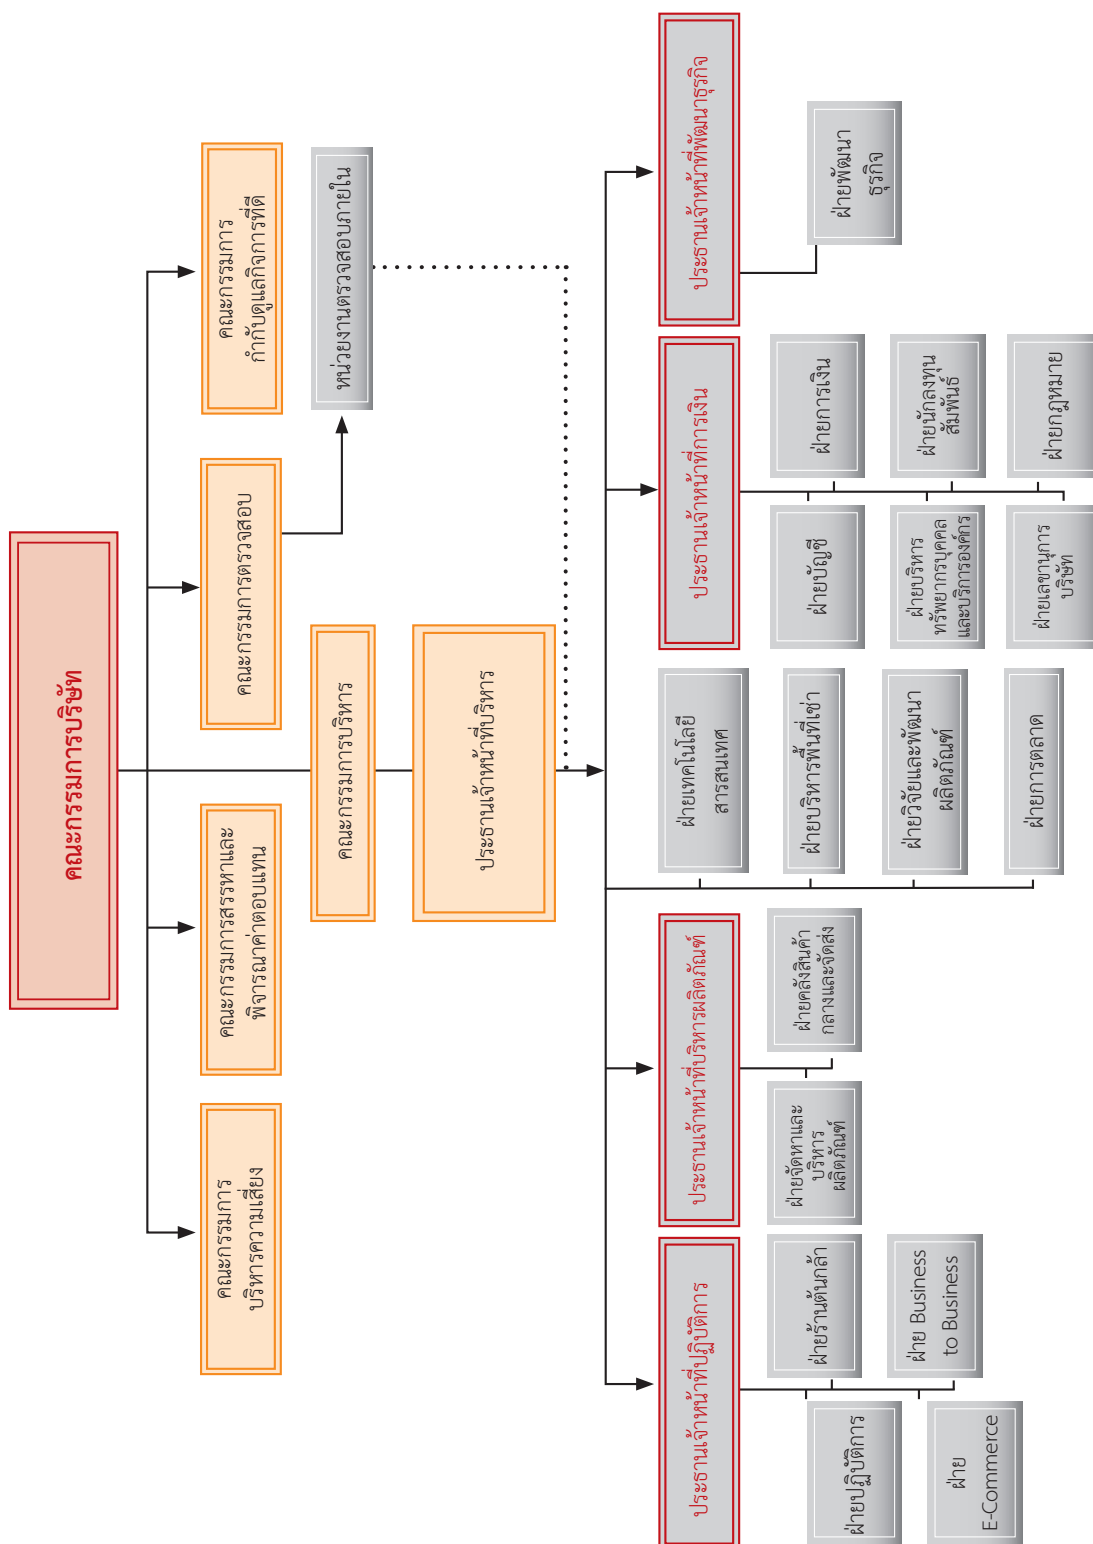 คณะกรรมการบริษัท
คณะกรรมการ
บริหารความเสี่ยง
คณะกรรมการสรรหาและ
พิจารณาค่าตอบแทน
คณะกรรมการตรวจสอบ
คณะกรรมการ
กำกับดูแลกิจการที่ดี
หน่วยงานตรวจสอบภายใน
คณะกรรมการบริหาร
ประธานเจ้าหน้าที่บริหาร
ประธานเจ้าหน้าที่ปฏิบัติการ
ฝ่ายปฏิบัติการ
ฝ่ายร้านต้นกล้า
ฝ่าย
E-Commerce
ฝ่าย Business
to Business
ประธานเจ้าหน้าที่บริหารผลิตภัณฑ์
ฝ่ายจัดหาและ
บริหาร
ผลิตภัณฑ์
ฝ่ายคลังสินค้า
กลางและจัดส่ง
ฝ่ายเทคโนโลยี
สารสนเทศ
ฝ่ายบริหารพื้นที่เช่า
ฝ่ายวิจัยและพัฒนา
ผลิตภัณฑ์
ฝ่ายการตลาด
ประธานเจ้าหน้าที่การเงิน
ฝ่ายบัญชี
ฝ่ายการเงิน
ฝ่ายบริหาร
ทรัพยากรบุคคล
และบริการองค์กร
ฝ่ายนักลงทุน
สัมพันธ์
ฝ่ายเลขานุการ
บริษัท
ฝ่ายกฎหมาย
ประธานเจ้าหน้าที่พัฒนาธุรกิจ
ฝ่ายพัฒนา
ธุรกิจ